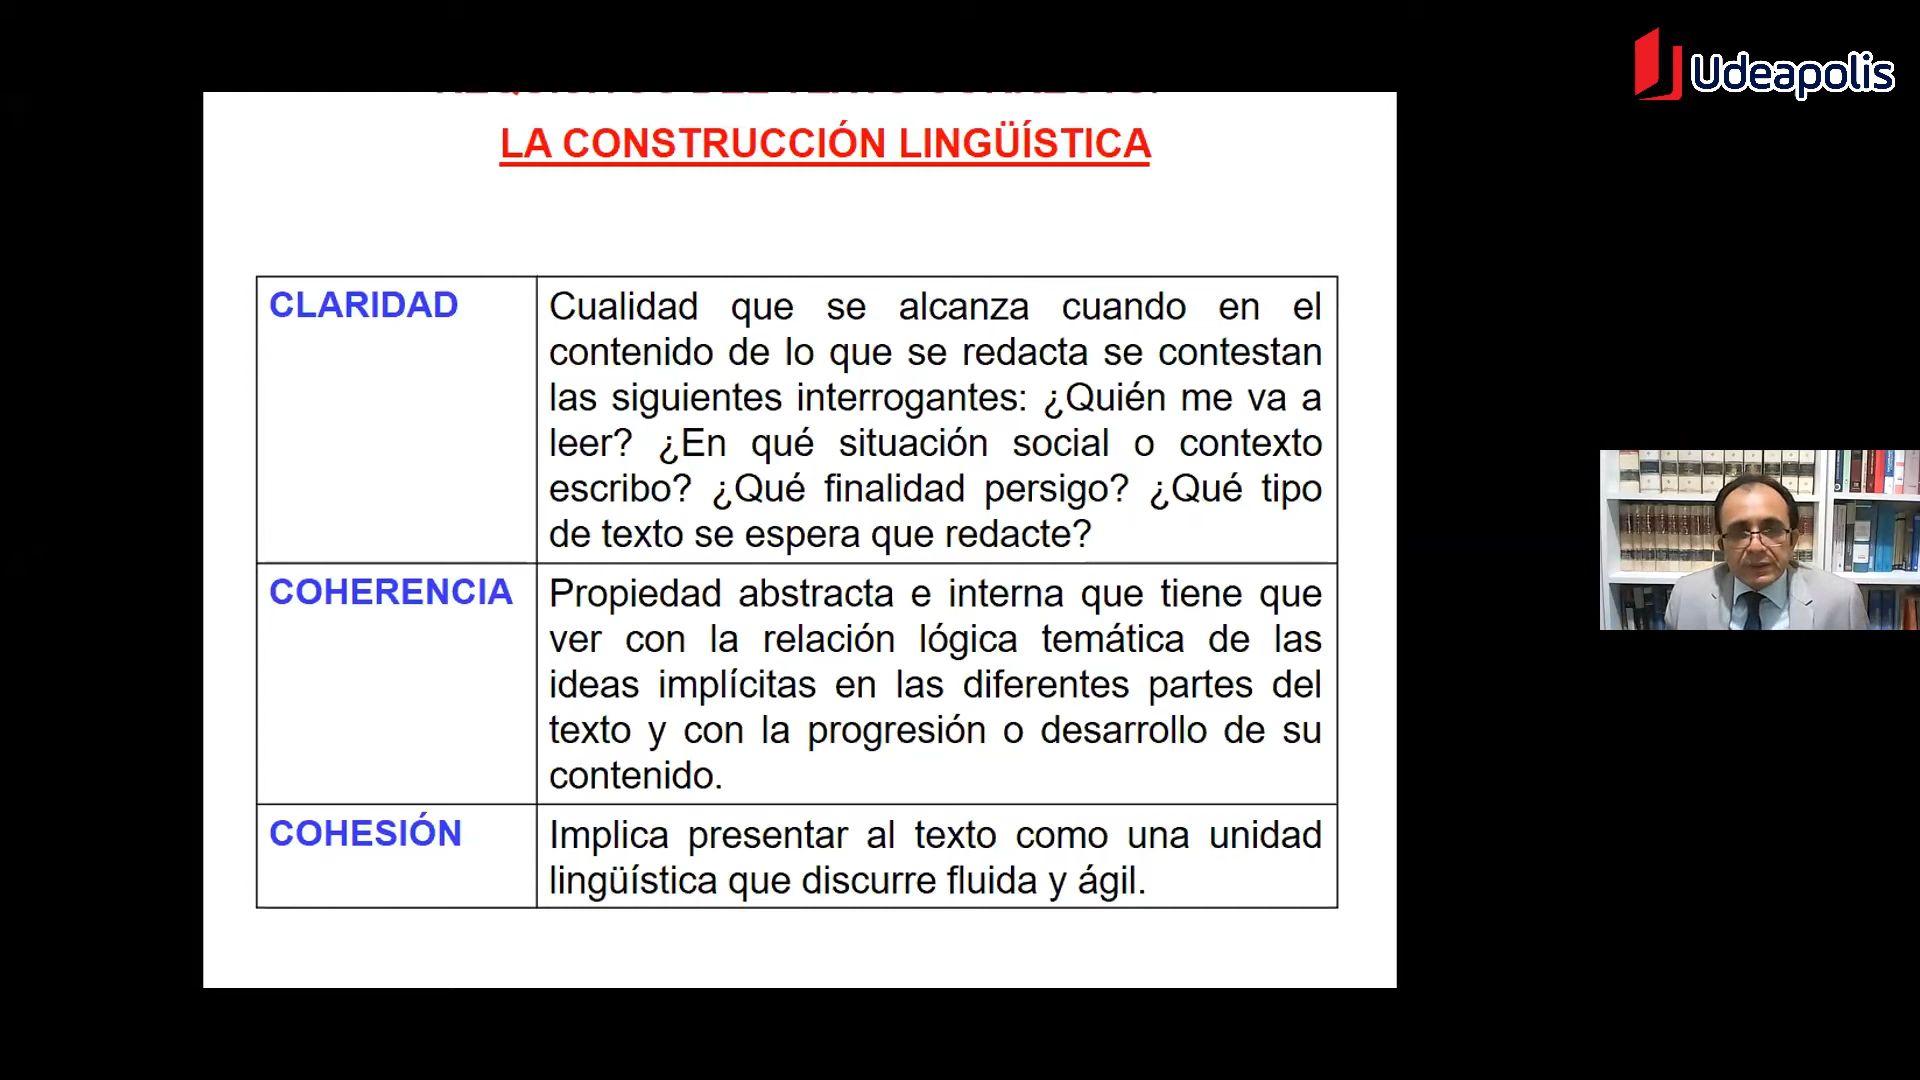 Udeapolis
LA CONSTRUCCIÓN LINGÜÍSTICA
CLARIDAD
Cualidad que se alcanza cuando en el
contenido de lo que se redacta se contestan
las siguientes interrogantes: ¿Quién me va a
leer? ¿En qué situación social o contexto
escribo? ¿Qué finalidad persigo? ¿Qué tipo
de texto se espera que redacte?
COHERENCIA
Propiedad abstracta e interna que tiene que
ver con la relación lógica temática de las
ideas implícitas en las diferentes partes del
texto y con la progresión o desarrollo de su
contenido.
COHESIÓN
Implica presentar al texto como una unidad
lingüística que discurre fluida y ágil.